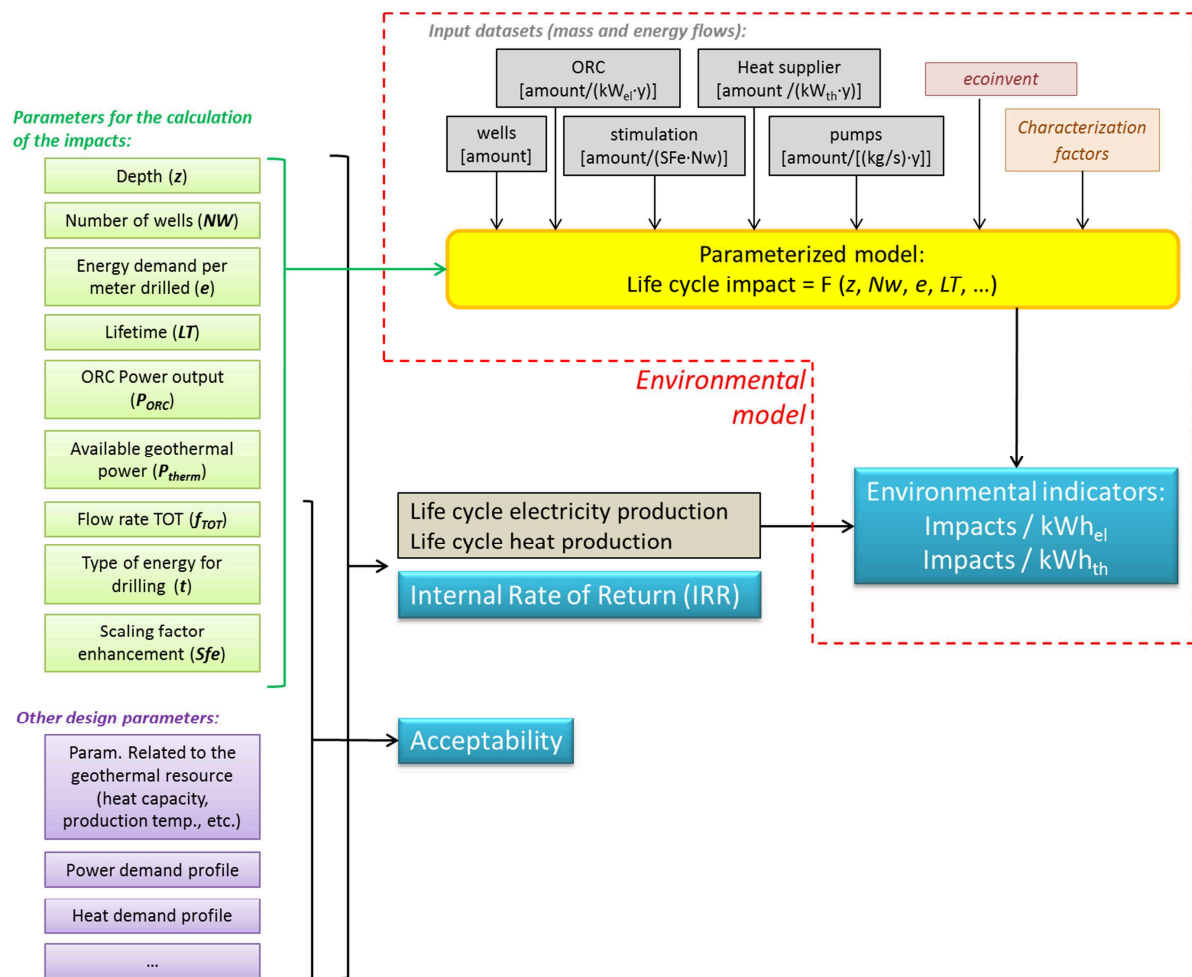 Input datasets (mass and energy flows):
ORC
[amount/(kWel·y)]
Heat supplier
[amount /(kWth·y)]
ecoinvent
wells
[amount]
stimulation
[amount/(SFe·Nw)]
pumps
[amount/[(kg/s)·y]]
Characterization
factors
Parameterized model:
Life cycle impact = F (z, Nw, e, LT, ...)
Parameters for the calculation
of the impacts:
Depth (z)
Number of wells (NW)
Energy demand per
meter drilled (e)
Lifetime (LT)
ORC Power output
(PORC)
Available geothermal
power (Ptherm)
Flow rate TOT (fTOT)
Type of energy for
drilling (t)
Scaling factor
enhancement (Sfe)
Environmental
model
Life cycle electricity production
Life cycle heat production
Internal Rate of Return (IRR)
Environmental indicators:
Impacts / kWhel
Impacts / kWhth
Acceptability
Other design parameters:
Param. Related to the
geothermal resource
(heat capacity,
production temp., etc.)
Power demand profile
Heat demand profile
...